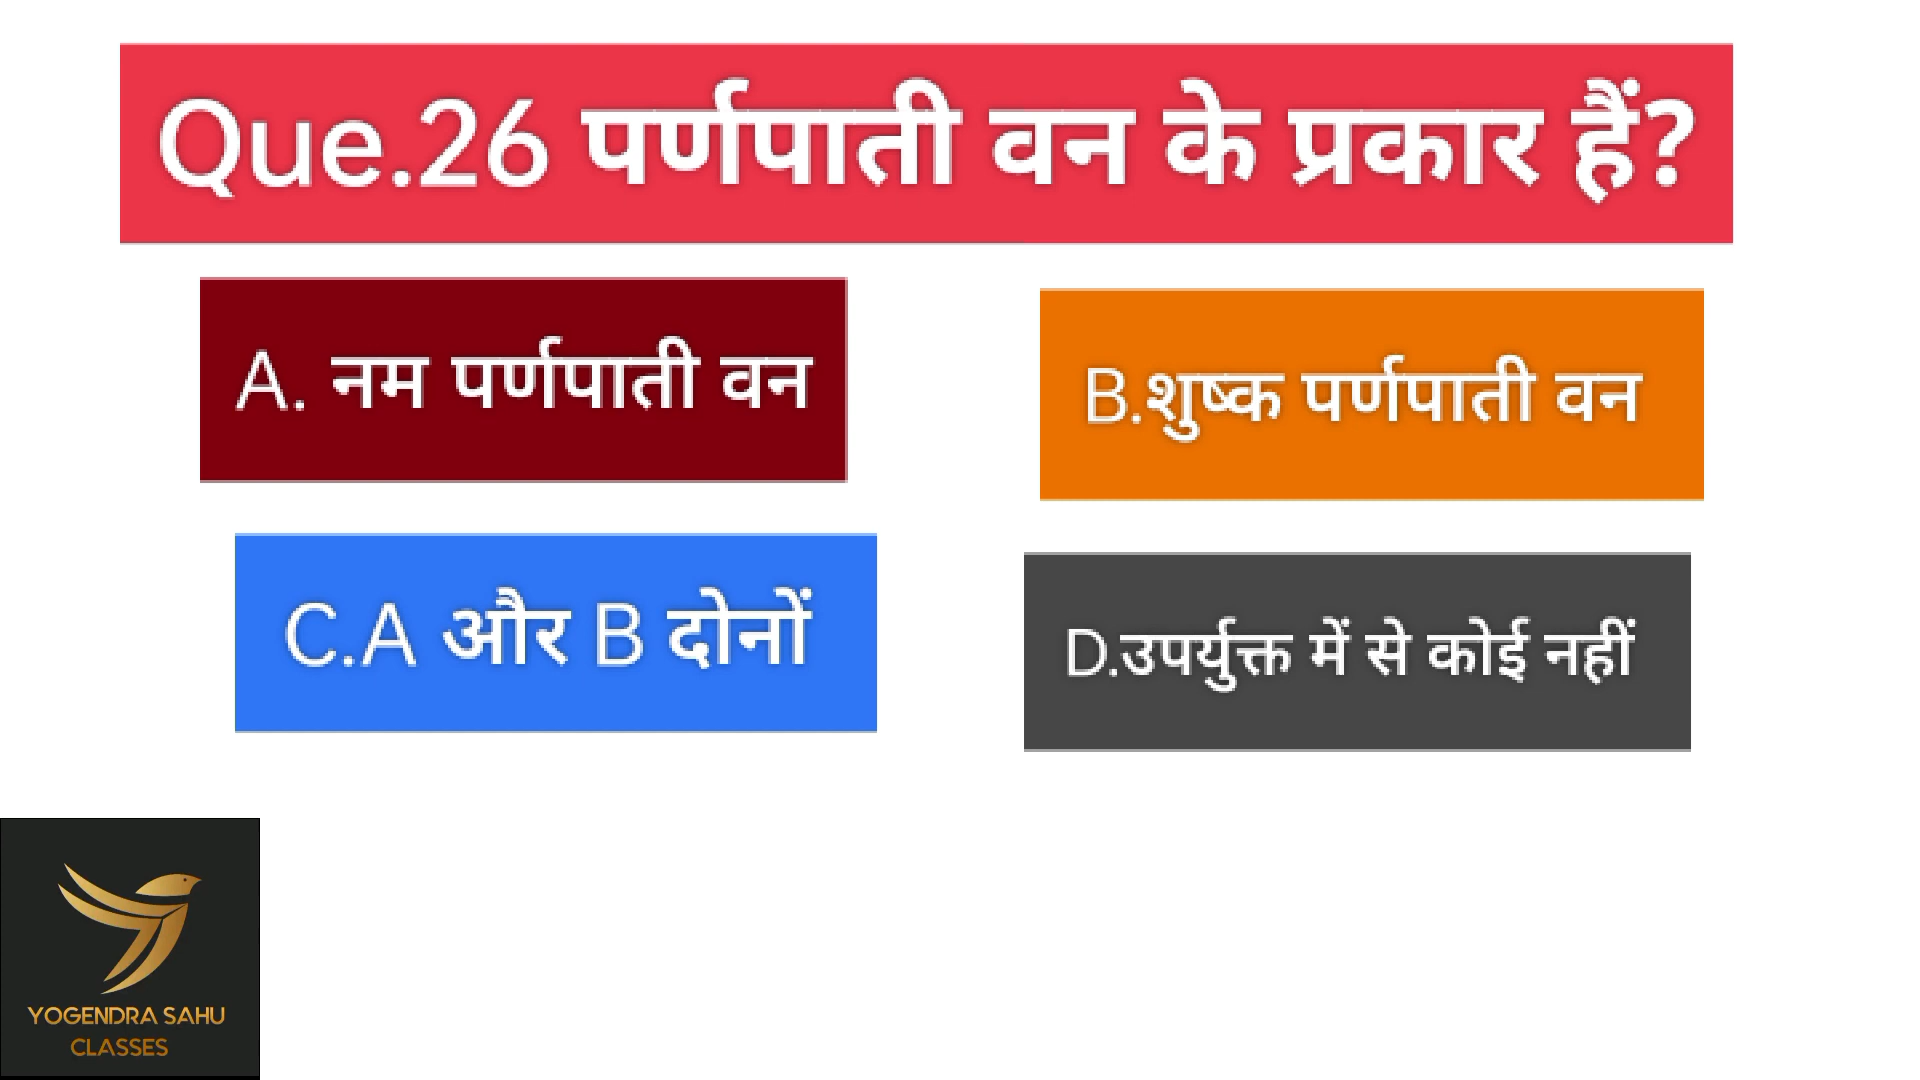 Que.26 पर्णपाती वन के प्रकार हैं?
A. नम पर्णपाती वन
B.शुष्क पर्णपाती वन
C.A और B दोनों
D.उपर्युक्त में से कोई नहीं
YOGENDRA SAHU
CLASSES